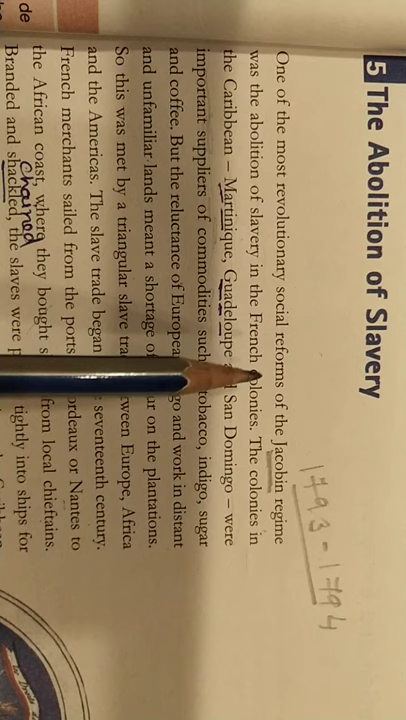 5 The Abolition of Slavery
1793-1794
One of the most revolutionary social reforms of the Jacobin regime
was the abolition of slavery in the French colonies. The colonies in
the Caribbean – Martinique, Guadeloupe San Domingo – were
important suppliers of commodities such tobacco, indigo, sugar
and coffee. But the reluctance of go and work in distant
and unfamiliar lands meant a shortage on the plantations.
So this was met by a triangular slave Europe, Africa
and the Americas. The slave trade began seventeenth century.
French merchants sailed from the ports Bordeaux or Nantes to
the African coast, where they bought from local chieftains.
chained
Branded and shackled, the slaves were tightly into ships for
de